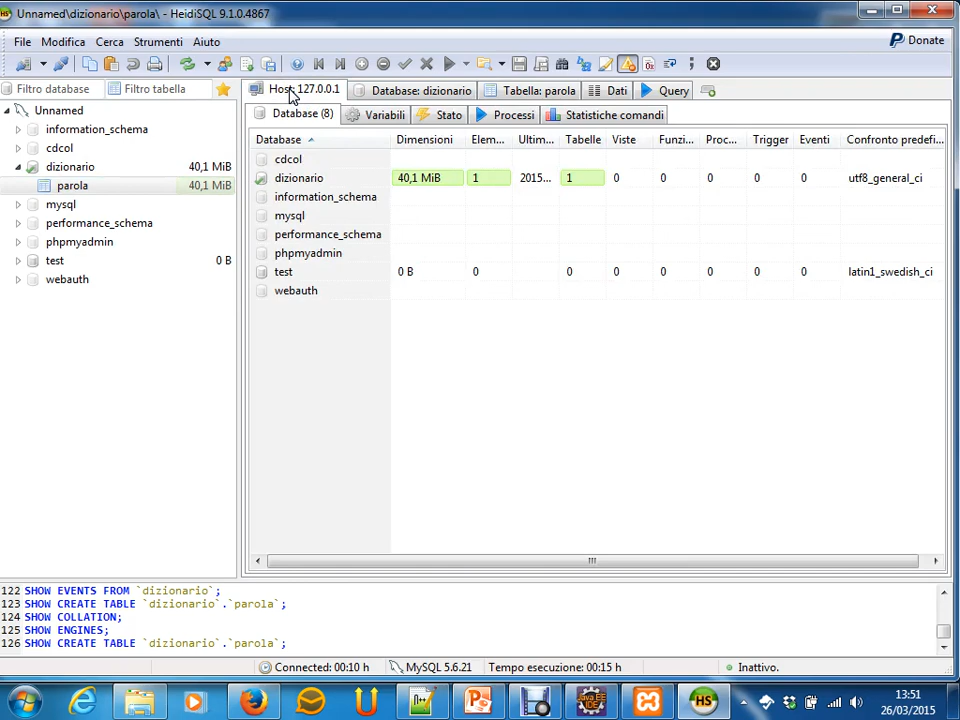 Unnamed\dizionario\parola\ - HeidiSQL 9.1.0.4867
File Modifica Cerca Strumenti Aiuto
Donate
Filtro database Filtro tabella
Host: 127.0.0.1 Database: dizionario Tabella: parola Dati Query
Database (8) Variabili Stato Processi Statistiche comandi
Unnamed
information_schema
cdcol
dizionario 40,1 MiB
parola 40,1 MiB
mysql
performance_schema
phpmyadmin
test 0 B
webauth
Database Dimensioni Elem... Ultim... Tabelle Viste Funzi... Proc... Trigger Eventi Confronto predefi...
cdcol
dizionario 40,1 MiB 1 2015... 1 0 0 0 0 0 utf8_general_ci
information_schema
mysql
performance_schema
phpmyadmin
test 0 B 0 0 0 0 0 0 0 latin1_swedish_ci
webauth
122 SHOW EVENTS FROM `dizionario`;
123 SHOW CREATE TABLE `dizionario`.`parola`;
124 SHOW COLLATION;
125 SHOW ENGINES;
126 SHOW CREATE TABLE `dizionario`.`parola`;
Connected: 00:10 h MySQL 5.6.21 Tempo esecuzione: 00:15 h Inattivo.
13:51
26/03/2015